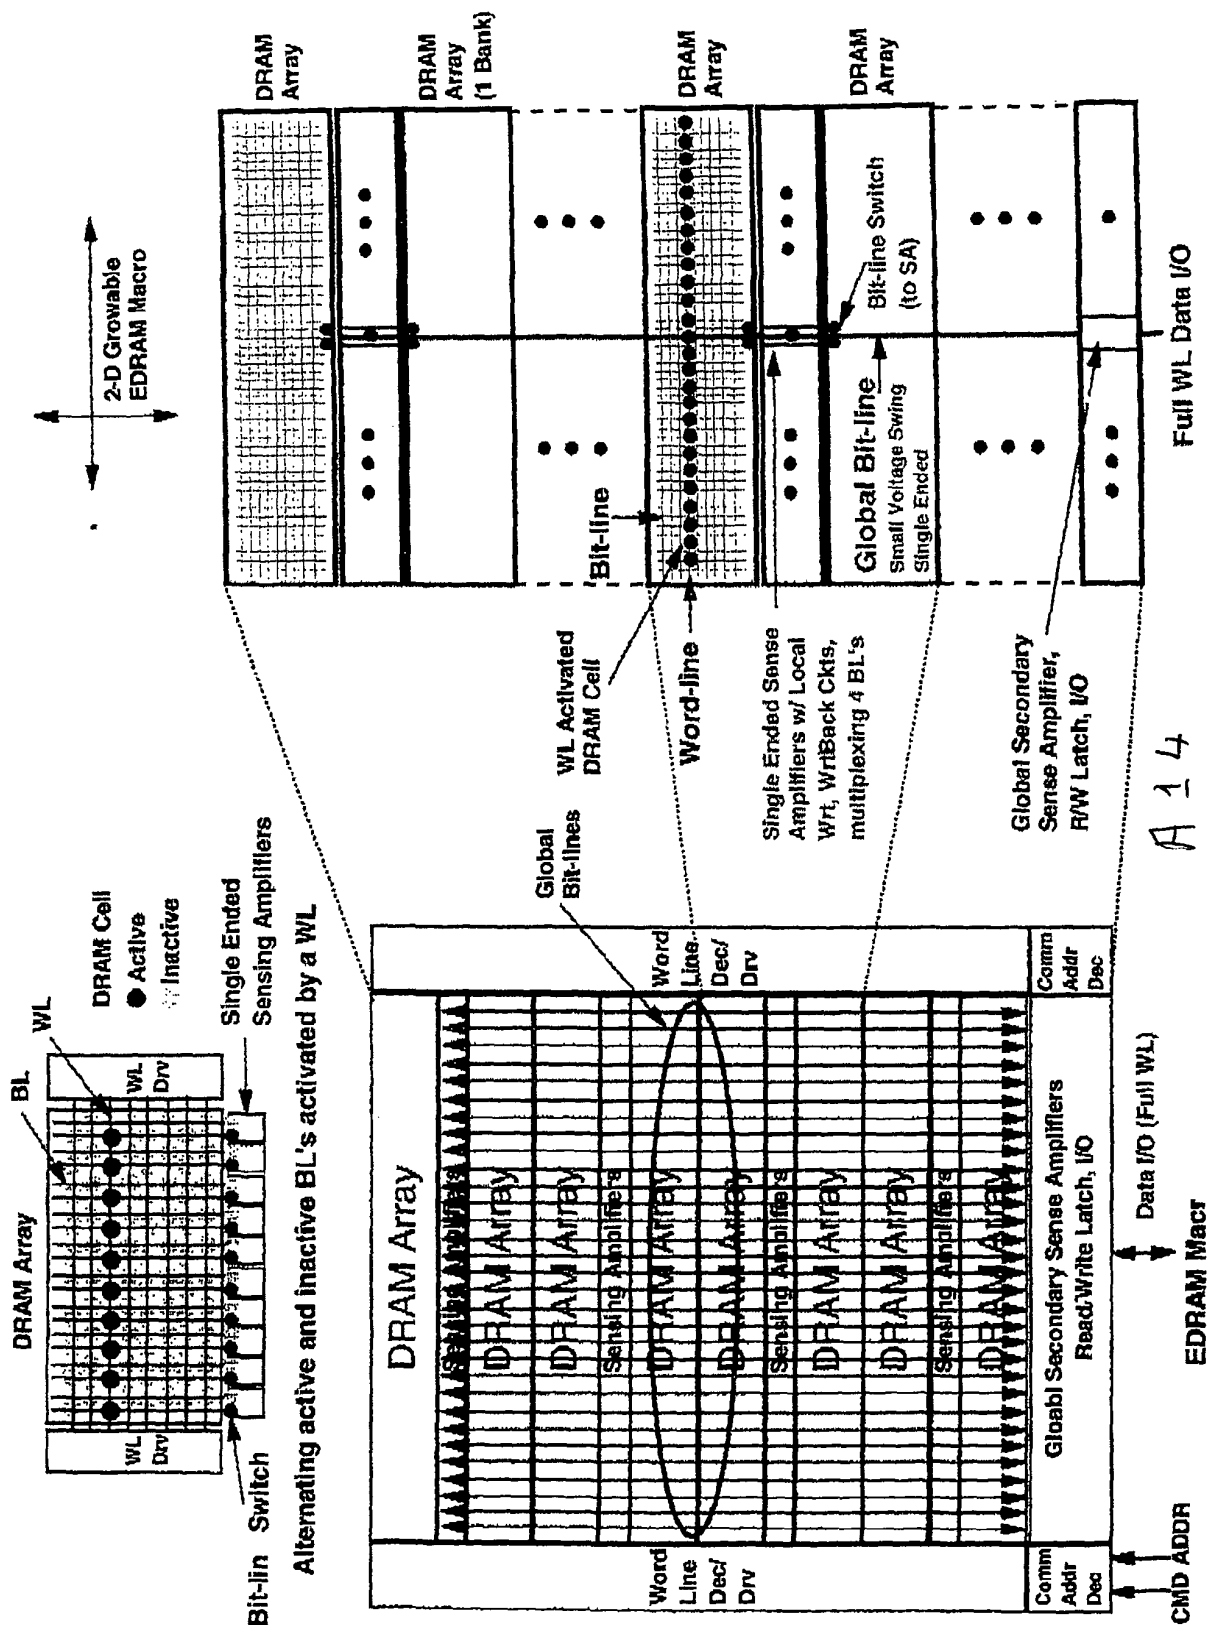 DRAM Array
BL
WL
DRAM Cell
Active
Inactive
WL
Drv
WL
Drv
Single Ended
Sensing Amplifiers
Bit-lin Switch
Alternating active and inactive BL's activated by a WL
DRAM Array
Sensing Amplifiers
DRAM Array
DRAM Array
Sensing Amplifiers
DRAM Array
DRAM Array
Sensing Amplifiers
DRAM Array
DRAM Array
Sensing Amplifiers
DRAM Array
Word
Line
Dec/
Drv
Word
Line
Dec/
Drv
Global
Bit-lines
Comm
Addr
Dec
Gloabl Secondary Sense Amplifiers
Read/Write Latch, I/O
Comm
Addr
Dec
CMD ADDR
Data I/O (Full WL)
EDRAM Macr
2-D Growable
EDRAM Macro
DRAM
Array
DRAM
Array
(1 Bank)
DRAM
Array
DRAM
Array
Bit-line
WL Activated
DRAM Cell
Word-line
Single Ended Sense
Amplifiers w/ Local
Wrt, WrtBack Ckts,
multiplexing 4 BL's
Global Bit-line
Small Voltage Swing
Single Ended
Bit-line Switch
(to SA)
Global Secondary
Sense Amplifier,
R/W Latch, I/O
Full WL Data I/O
A 1 4